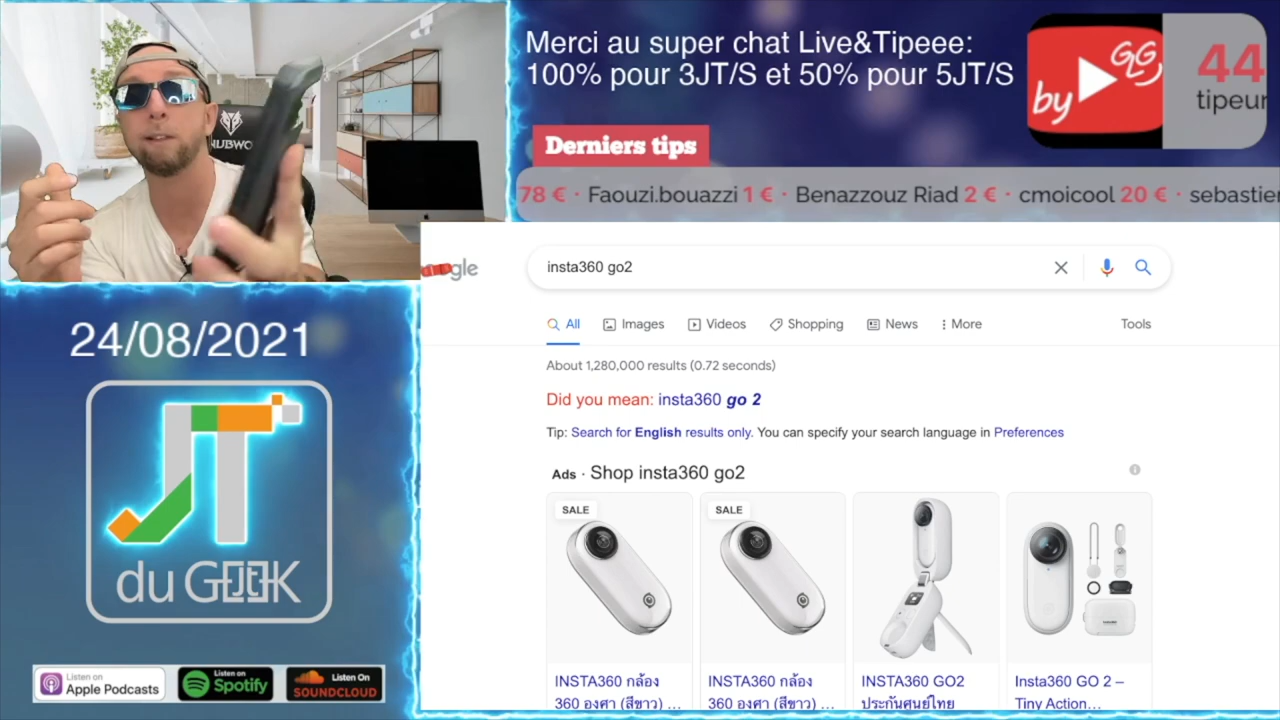 Merci au super chat Live&Tipeee:
100% pour 3JT/S et 50% pour 5JT/S
by GLG
44
tipeur
Derniers tips
78 € · Faouzi.bouazzi 1 € · Benazzouz Riad 2 € · cmoicool 20 € · sebastien
gle
insta360 go2
All Images Videos Shopping News More Tools
About 1,280,000 results (0.72 seconds)
Did you mean: insta360 go 2
Tip: Search for English results only. You can specify your search language in Preferences
Ads · Shop insta360 go2
SALE
SALE
INSTA360 กล้อง
360 องศา (สีขาว) ...
INSTA360 กล้อง
360 องศา (สีขาว) ...
INSTA360 GO2
ประกันศูนย์ไทย
Insta360 GO 2 –
Tiny Action…
24/08/2021
JT
du GEEK
Listen on
Apple Podcasts
Listen on
Spotify
Listen On
SOUNDCLOUD